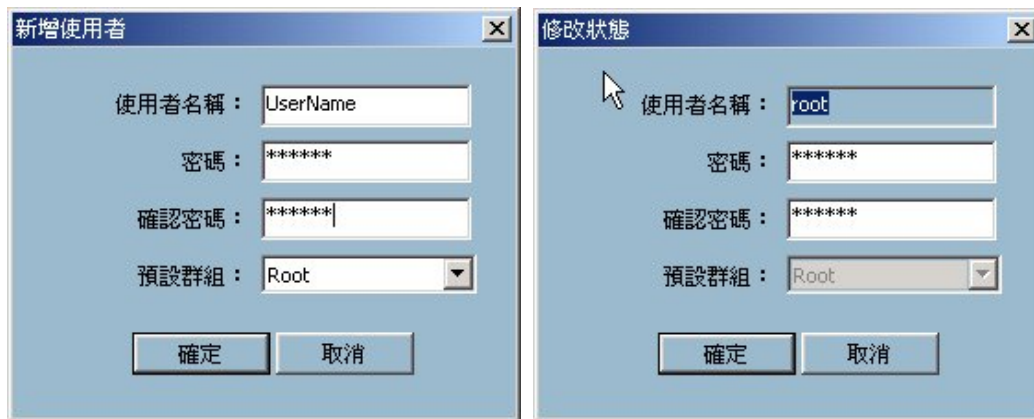 新增使用者
使用者名稱： UserName
密碼： ******
確認密碼： ******
預設群組： Root
確定 取消
修改狀態
使用者名稱： root
密碼： ******
確認密碼： ******
預設群組： Root
確定 取消